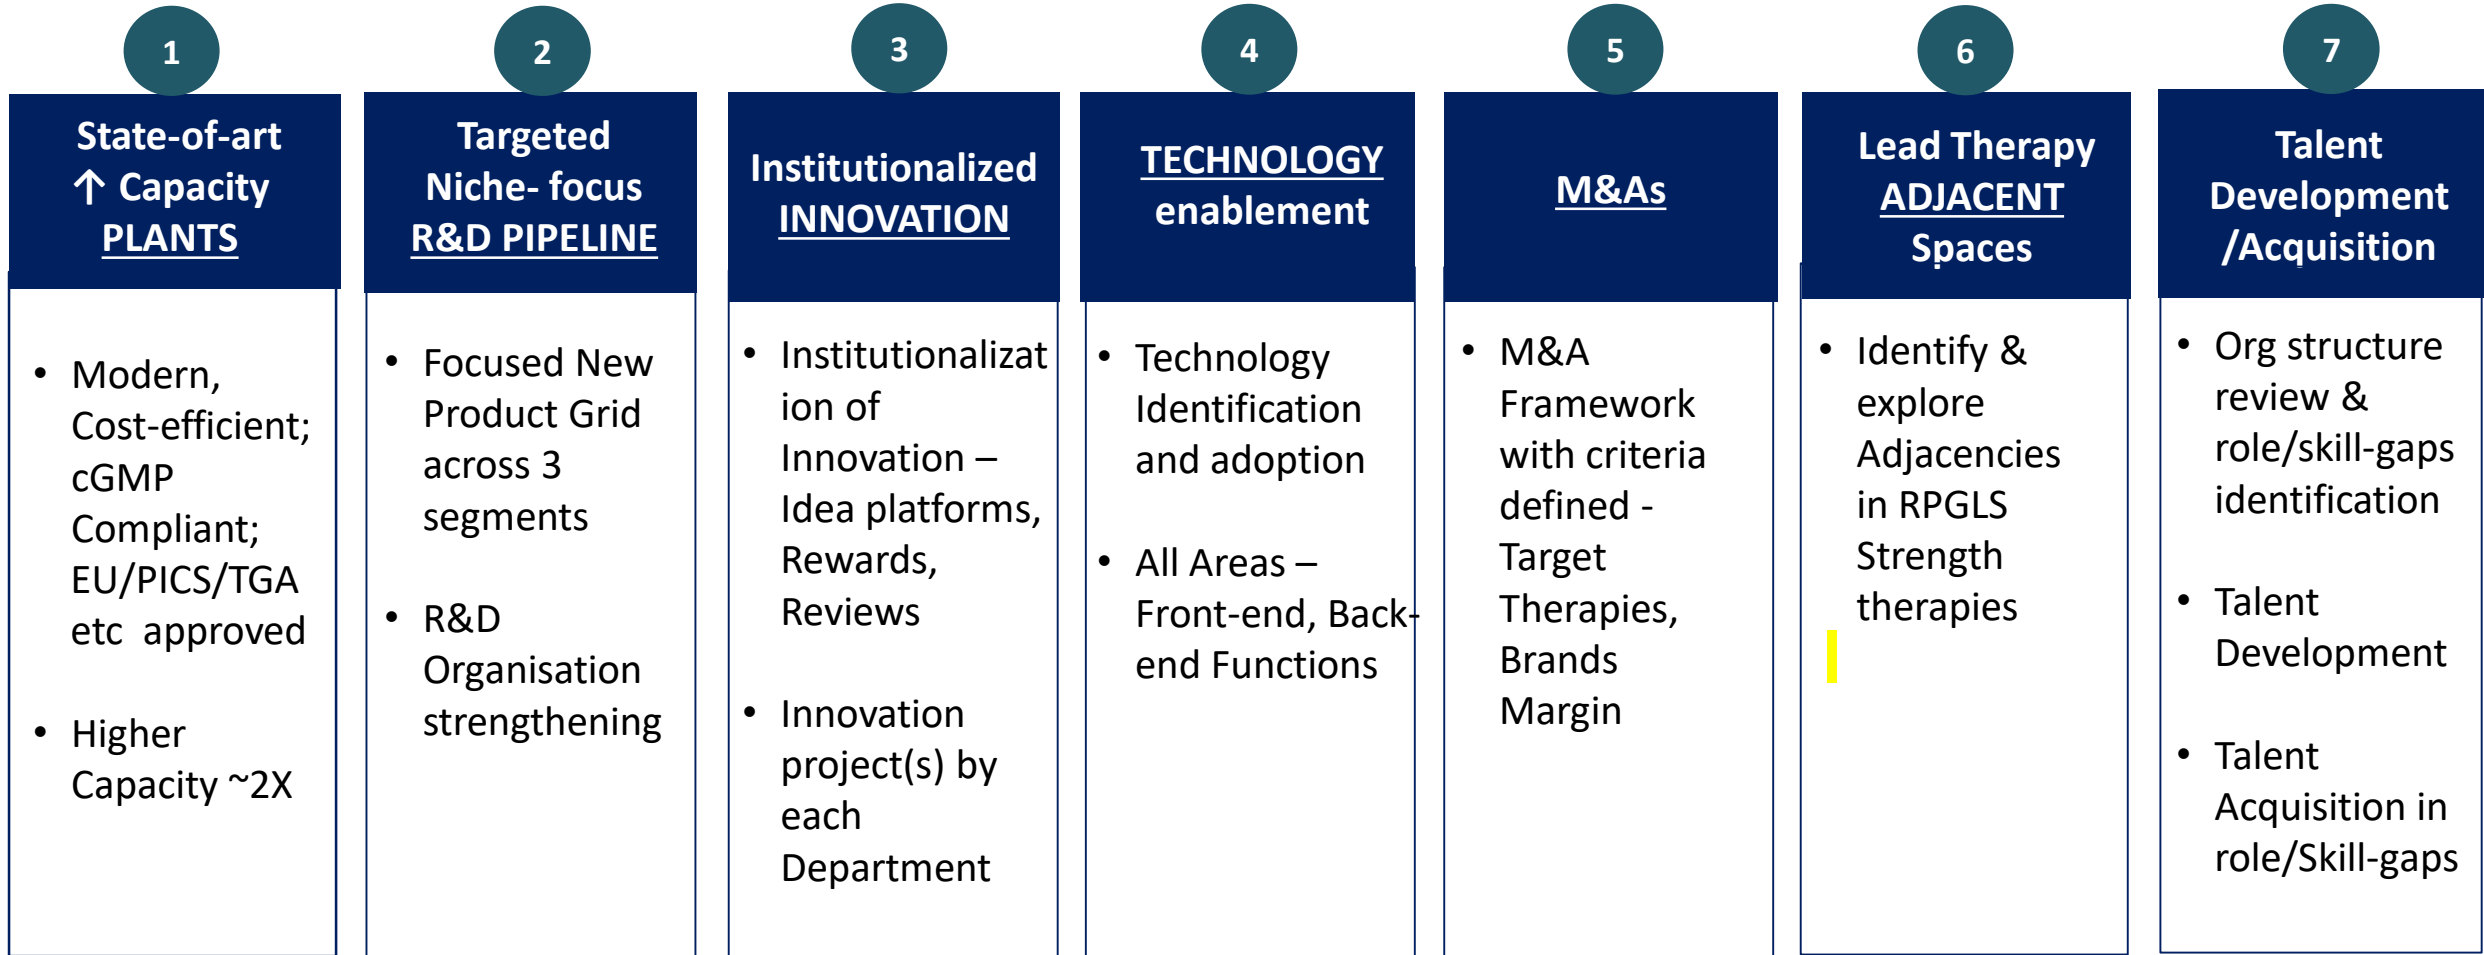 1
State-of-art
↑ Capacity
PLANTS
• Modern,
Cost-efficient;
cGMP
Compliant;
EU/PICS/TGA
etc  approved
• Higher
Capacity ~2X
2
Targeted
Niche- focus
R&D PIPELINE
• Focused New
Product Grid
across 3
segments
• R&D
Organisation
strengthening
3
Institutionalized
INNOVATION
• Institutionalizat
ion of
Innovation –
Idea platforms,
Rewards,
Reviews
• Innovation
project(s) by
each
Department
4
TECHNOLOGY
enablement
• Technology
Identification
and adoption
• All Areas –
Front-end, Back-
end Functions
5
M&As
• M&A
Framework
with criteria
defined -
Target
Therapies,
Brands
Margin
6
Lead Therapy
ADJACENT
Spaces
• Identify &
explore
Adjacencies
in RPGLS
Strength
therapies
7
Talent
Development
/Acquisition
• Org structure
review &
role/skill-gaps
identification
• Talent
Development
• Talent
Acquisition in
role/Skill-gaps